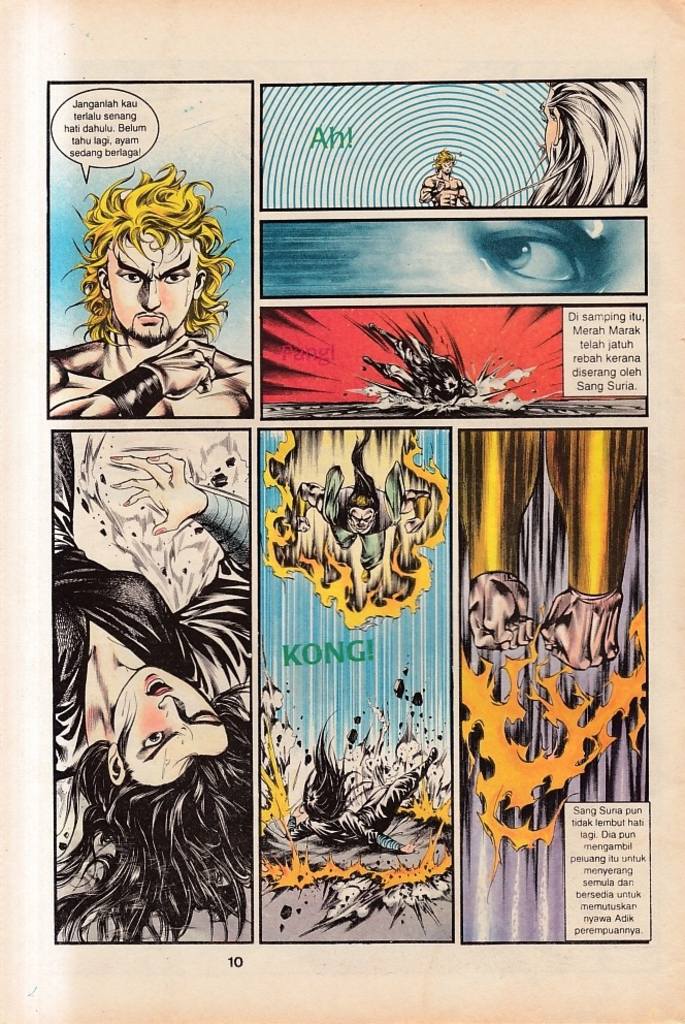 Janganlah kau
terlalu senang
hati dahulu. Belum
tahu lagi, ayam
sedang berlaga!
Ah!
Pang!
Di samping itu,
Merah Marak
telah jatuh
rebah kerana
diserang oleh
Sang Suria.
KONG!
Sang Suria pun
tidak lembut hati
lagi. Dia pun
mengambil
peluang itu untuk
menyerang
semula dan
bersedia untuk
memutuskan
nyawa Adik
perempuannya.
10